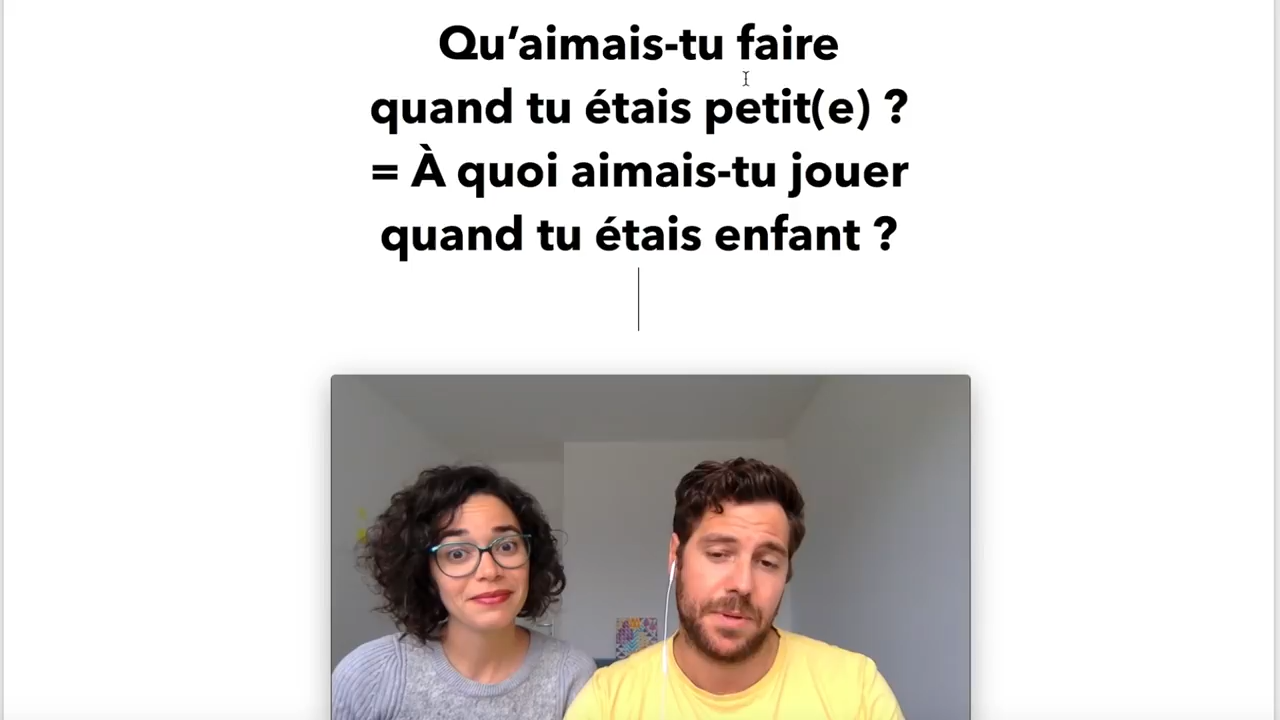 Qu’aimais-tu faire
quand tu étais petit(e) ?
= À quoi aimais-tu jouer
quand tu étais enfant ?